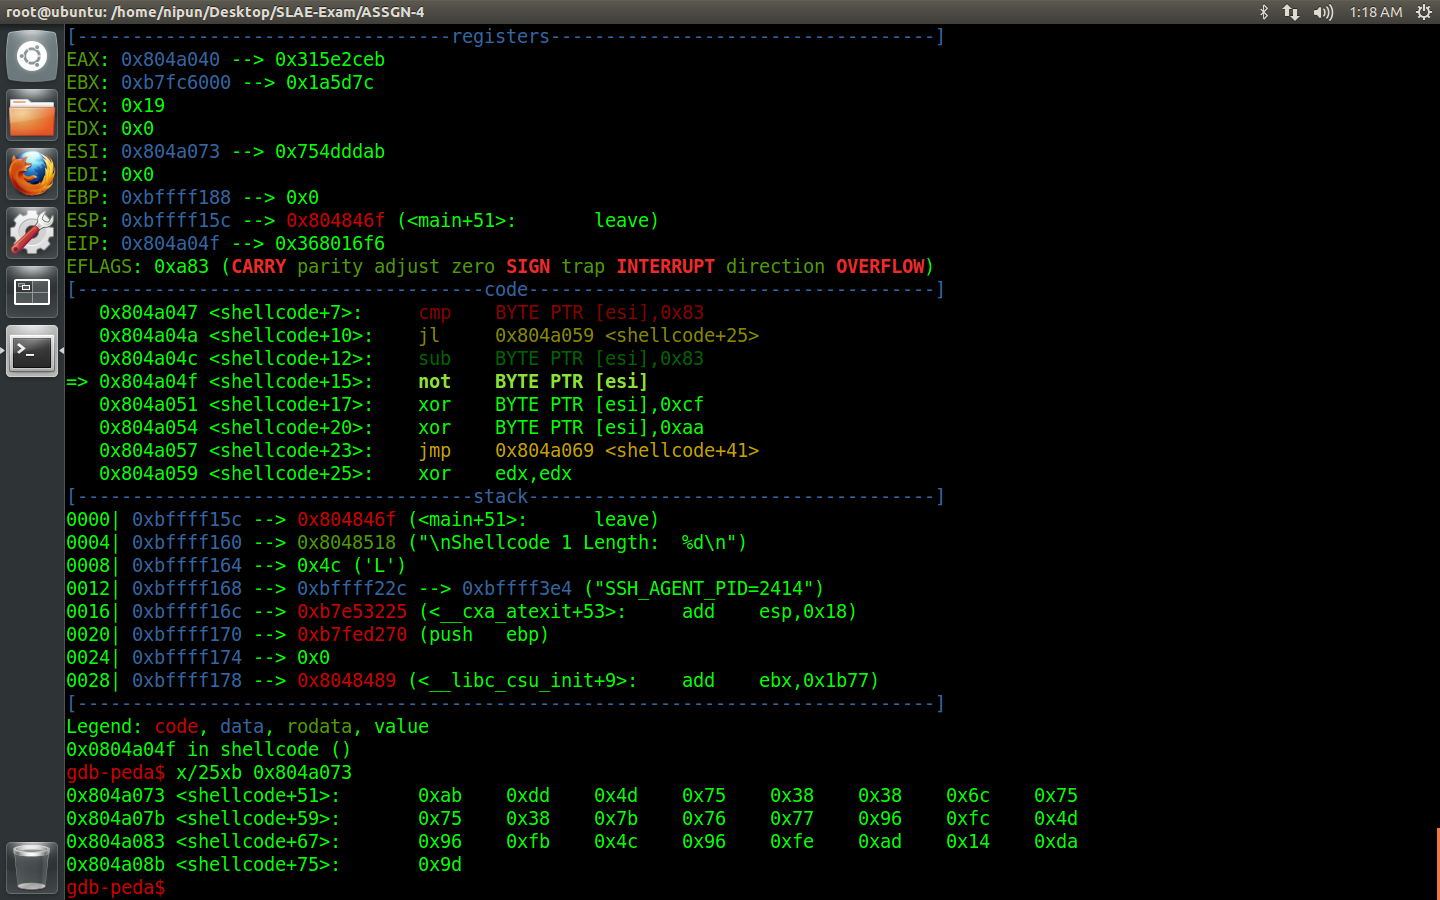 root@ubuntu: /home/nipun/Desktop/SLAE-Exam/ASSGN-4 1:18 AM
[----------------------------------registers-----------------------------------]
EAX: 0x804a040 --> 0x315e2ceb
EBX: 0xb7fc6000 --> 0x1a5d7c
ECX: 0x19
EDX: 0x0
ESI: 0x804a073 --> 0x754dddab
EDI: 0x0
EBP: 0xbffff188 --> 0x0
ESP: 0xbffff15c --> 0x804846f (<main+51>: leave)
EIP: 0x804a04f --> 0x368016f6
EFLAGS: 0xa83 (CARRY parity adjust zero SIGN trap INTERRUPT direction OVERFLOW)
[-------------------------------------code-------------------------------------]
0x804a047 <shellcode+7>: cmp BYTE PTR [esi],0x83
0x804a04a <shellcode+10>: jl 0x804a059 <shellcode+25>
0x804a04c <shellcode+12>: sub BYTE PTR [esi],0x83
=> 0x804a04f <shellcode+15>: not BYTE PTR [esi]
0x804a051 <shellcode+17>: xor BYTE PTR [esi],0xcf
0x804a054 <shellcode+20>: xor BYTE PTR [esi],0xaa
0x804a057 <shellcode+23>: jmp 0x804a069 <shellcode+41>
0x804a059 <shellcode+25>: xor edx,edx
[------------------------------------stack-------------------------------------]
0000| 0xbffff15c --> 0x804846f (<main+51>: leave)
0004| 0xbffff160 --> 0x8048518 ("\nShellcode 1 Length: %d\n")
0008| 0xbffff164 --> 0x4c ('L')
0012| 0xbffff168 --> 0xbffff22c --> 0xbffff3e4 ("SSH_AGENT_PID=2414")
0016| 0xbffff16c --> 0xb7e53225 (<__cxa_atexit+53>: add esp,0x18)
0020| 0xbffff170 --> 0xb7fed270 (push ebp)
0024| 0xbffff174 --> 0x0
0028| 0xbffff178 --> 0x8048489 (<__libc_csu_init+9>: add ebx,0x1b77)
[------------------------------------------------------------------------------]
Legend: code, data, rodata, value
0x0804a04f in shellcode ()
gdb-peda$ x/25xb 0x804a073
0x804a073 <shellcode+51>: 0xab 0xdd 0x4d 0x75 0x38 0x38 0x6c 0x75
0x804a07b <shellcode+59>: 0x75 0x38 0x7b 0x76 0x77 0x96 0xfc 0x4d
0x804a083 <shellcode+67>: 0x96 0xfb 0x4c 0x96 0xfe 0xad 0x14 0xda
0x804a08b <shellcode+75>: 0x9d
gdb-peda$